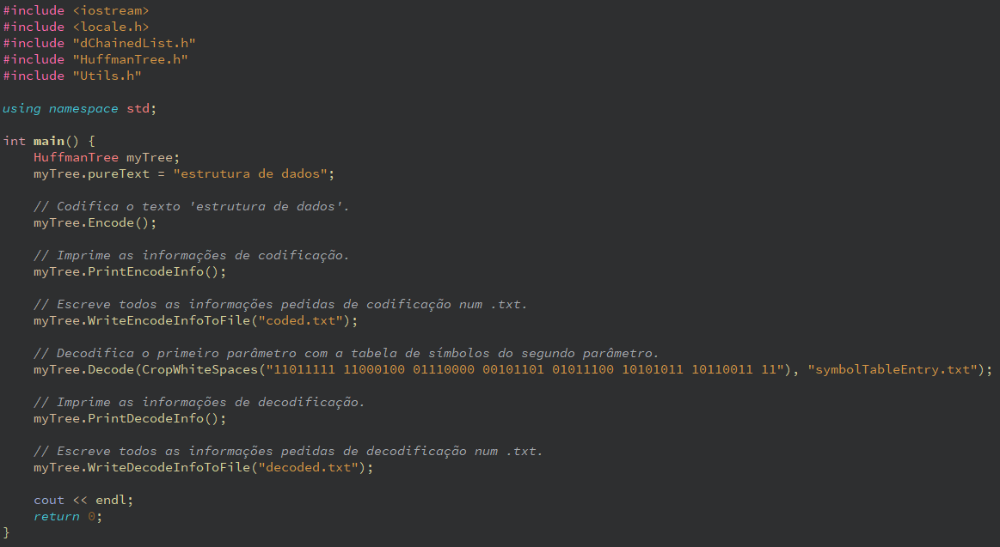 #include <iostream>
#include <locale.h>
#include "dChainedList.h"
#include "HuffmanTree.h"
#include "Utils.h"

using namespace std;

int main() {
    HuffmanTree myTree;
    myTree.pureText = "estrutura de dados";

    // Codifica o texto 'estrutura de dados'.
    myTree.Encode();

    // Imprime as informações de codificação.
    myTree.PrintEncodeInfo();

    // Escreve todos as informações pedidas de codificação num .txt.
    myTree.WriteEncodeInfoToFile("coded.txt");

    // Decodifica o primeiro parâmetro com a tabela de símbolos do segundo parâmetro.
    myTree.Decode(CropWhiteSpaces("11011111 11000100 01110000 00101101 01011100 10101011 10110011 11"), "symbolTableEntry.txt");

    // Imprime as informações de decodificação.
    myTree.PrintDecodeInfo();

    // Escreve todos as informações pedidas de decodificação num .txt.
    myTree.WriteDecodeInfoToFile("decoded.txt");

    cout << endl;
    return 0;
}